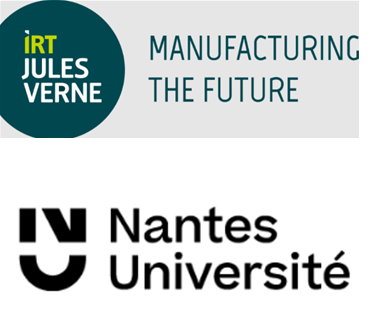 IRT
JULES
VERNE
MANUFACTURING
THE FUTURE
Nantes
Université